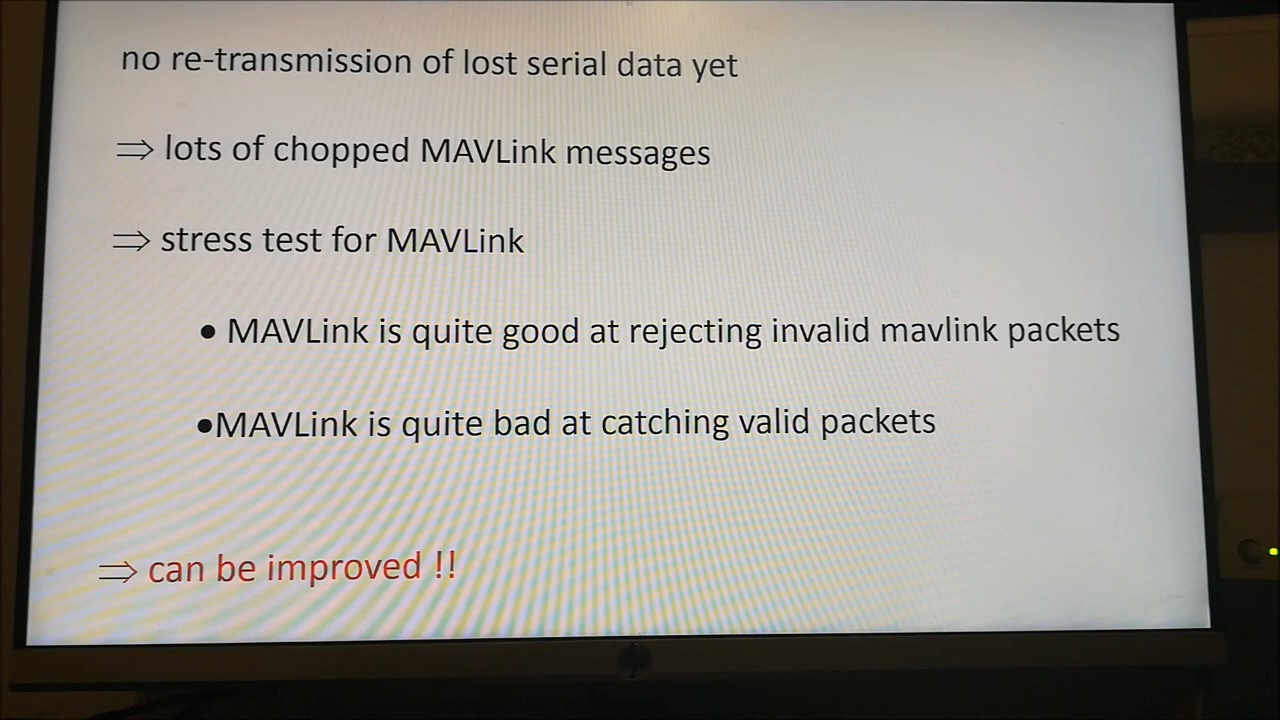 no re-transmission of lost serial data yet
⇒ lots of chopped MAVLink messages
⇒ stress test for MAVLink
• MAVLink is quite good at rejecting invalid mavlink packets
•MAVLink is quite bad at catching valid packets
⇒ can be improved !!